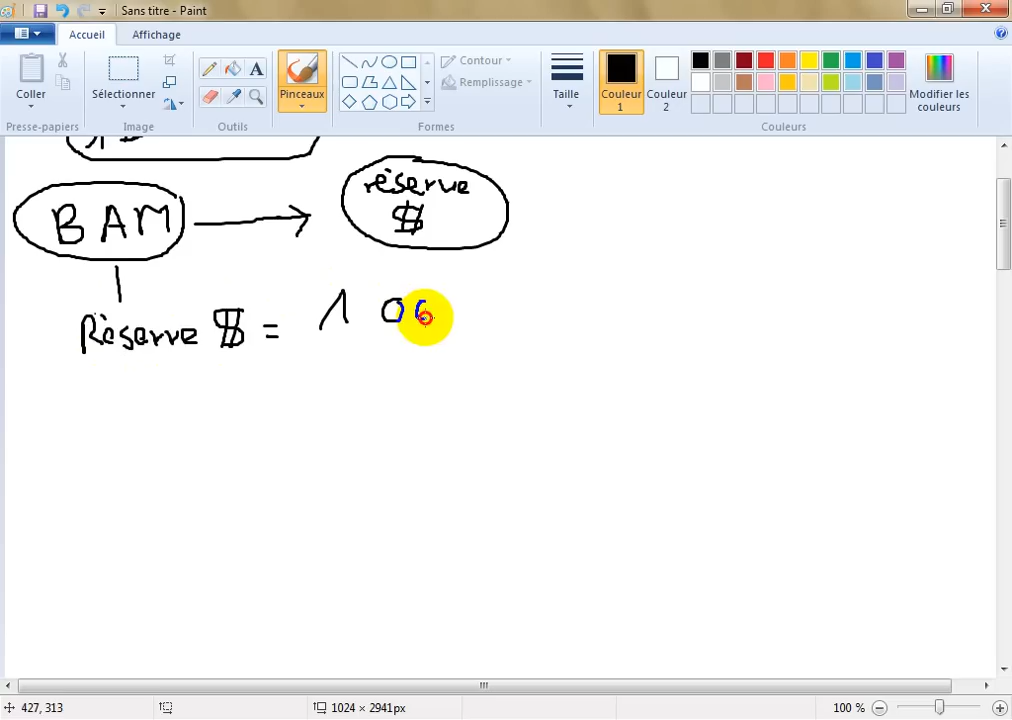 Sans titre - Paint
Accueil Affichage
Coller
Sélectionner
Pinceaux
Contour
Remplissage
Taille
Couleur 1
Couleur 2
Modifier les couleurs
Presse-papiers Image Outils Formes Couleurs
BAM
réserve
$
Réserve $ = 1 0
427, 313 1024 × 2941px 100 %